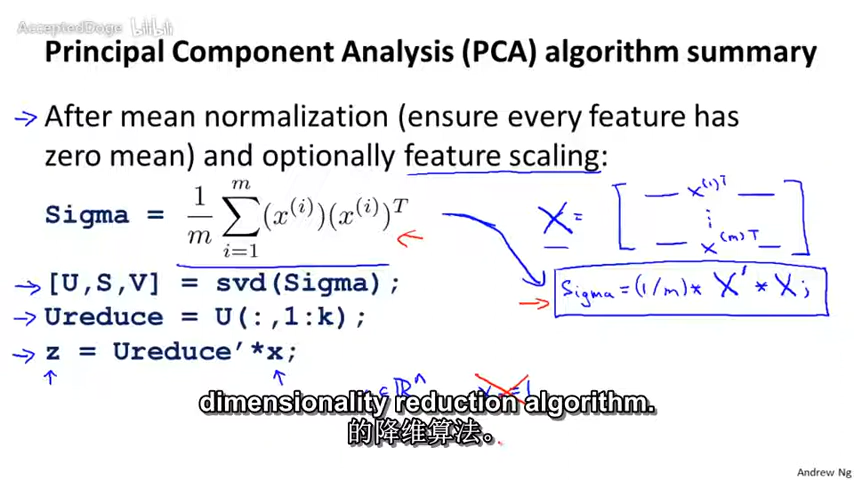 AcceptedDoge bilibili
Principal Component Analysis (PCA) algorithm summary
→ After mean normalization (ensure every feature has
zero mean) and optionally feature scaling:
Sigma = 1/m ∑_{i=1}^{m} (x^{(i)})(x^{(i)})^T
X = [ — x^{(1)T} — ⋮ — x^{(m)T} — ]
→ [U,S,V] = svd(Sigma);
→ Sigma = (1/m) * X' * X;
→ Ureduce = U(:,1:k);
→ z = Ureduce’*x;
∈ ℝ^n
dimensionality reduction algorithm.
的降维算法。
Andrew Ng